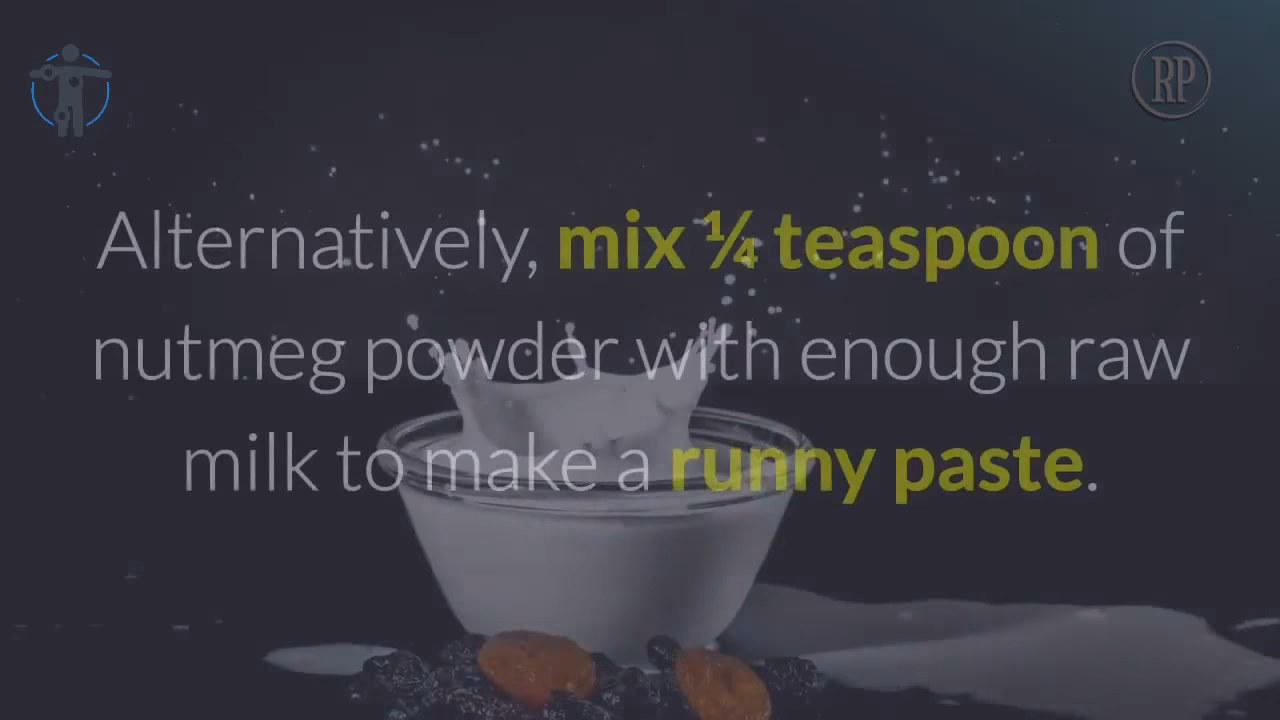 RP
Alternatively, mix ¼ teaspoon of
nutmeg powder with enough raw
milk to make a runny paste.